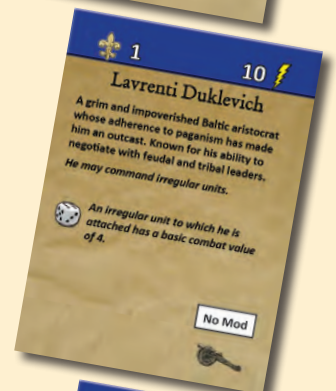 1 10
Lavrenti Duklevich
A grim and impoverished Baltic aristocrat
whose adherence to paganism has made
him an outcast. Known for his ability to
negotiate with feudal and tribal leaders.
He may command irregular units.
An irregular unit to which he is
attached has a basic combat value
of 4.
No Mod